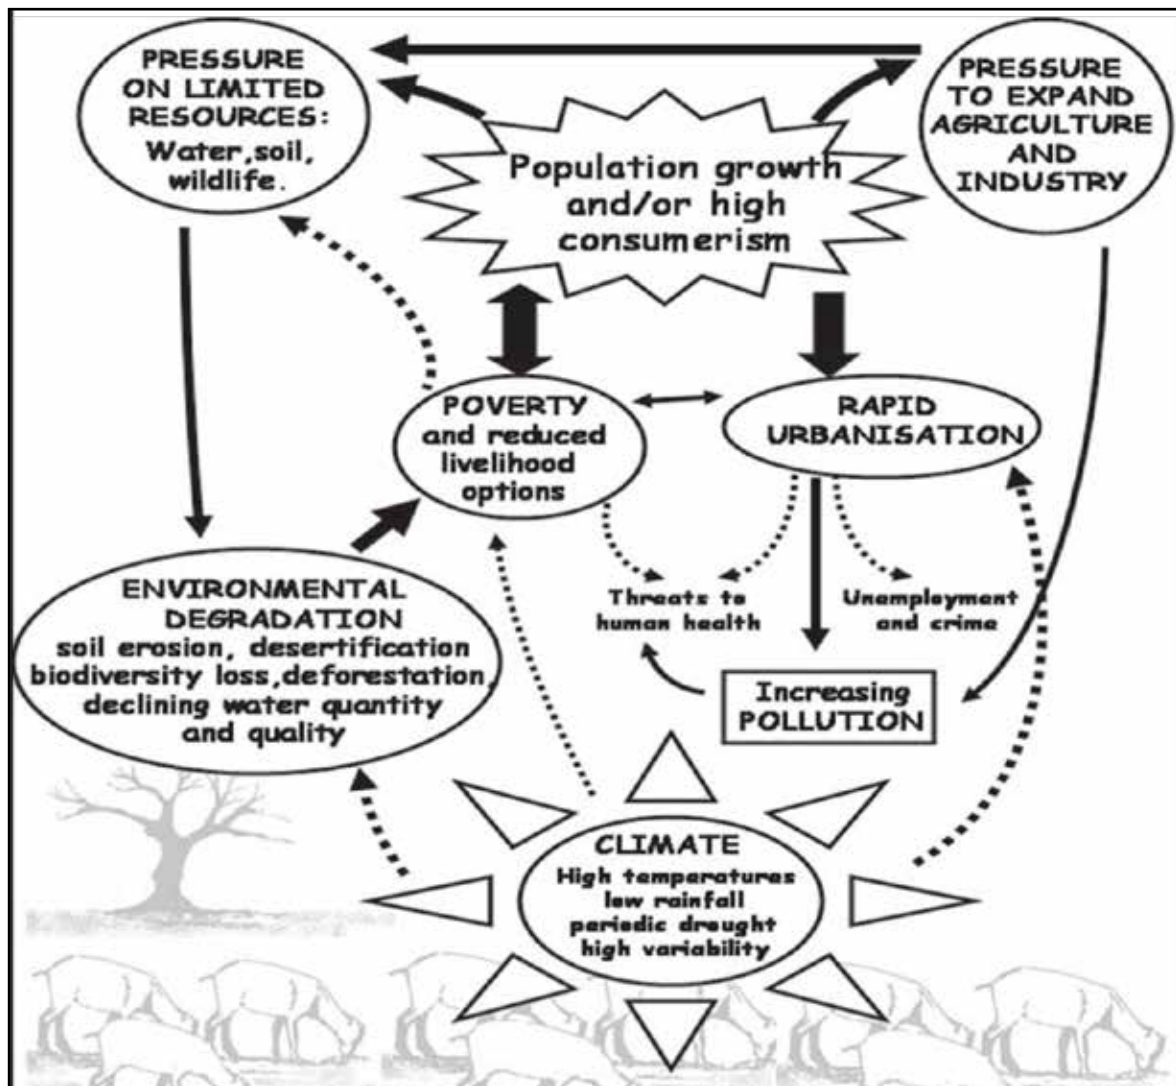 PRESSURE
ON LIMITED
RESOURCES:
Water,soil,
wildlife.
Population growth
and/or high
consumerism
PRESSURE
TO EXPAND
AGRICULTURE
AND
INDUSTRY
POVERTY
and reduced
livelihood
options
RAPID
URBANISATION
ENVIRONMENTAL
DEGRADATION
soil erosion, desertification
biodiversity loss,deforestation,
declining water quantity
and quality
Threats to
human health
Unemployment
and crime
Increasing
POLLUTION
CLIMATE
High temperatures
low rainfall
periodic drought
high variability